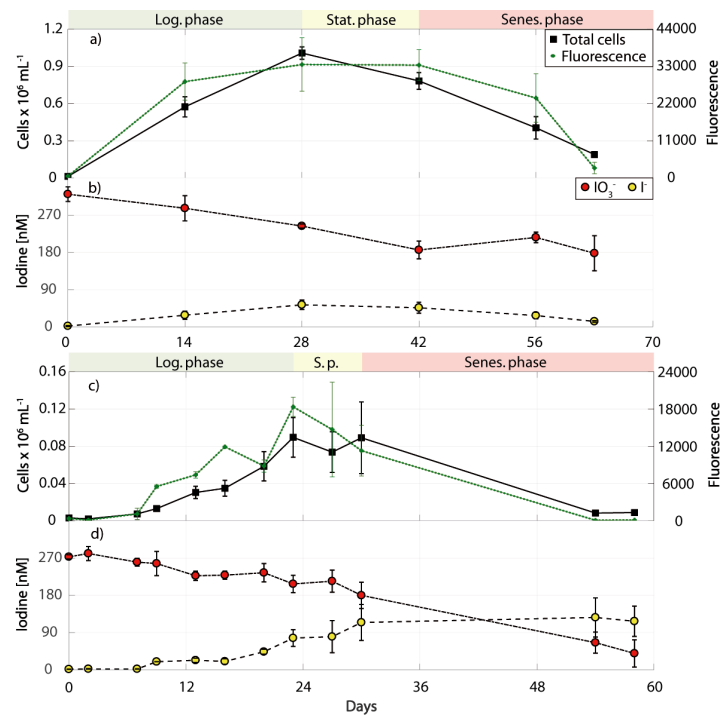 Log. phase Stat. phase Senes. phase
1.2 44000
a) Total cells
Fluorescence
0.9 33000
0.6 22000
0.3 11000
0 0
Cells x 10⁶ mL⁻¹
Fluorescence
b) IO₃⁻ I⁻
270
180
90
0
Iodine [nM]
0 14 28 42 56 70
Log. phase S. p. Senes. phase
0.16 24000
c)
0.12 18000
0.08 12000
0.04 6000
0 0
Cells x 10⁶ mL⁻¹
Fluorescence
d)
270
180
90
0
Iodine [nM]
0 12 24 36 48 60
Days